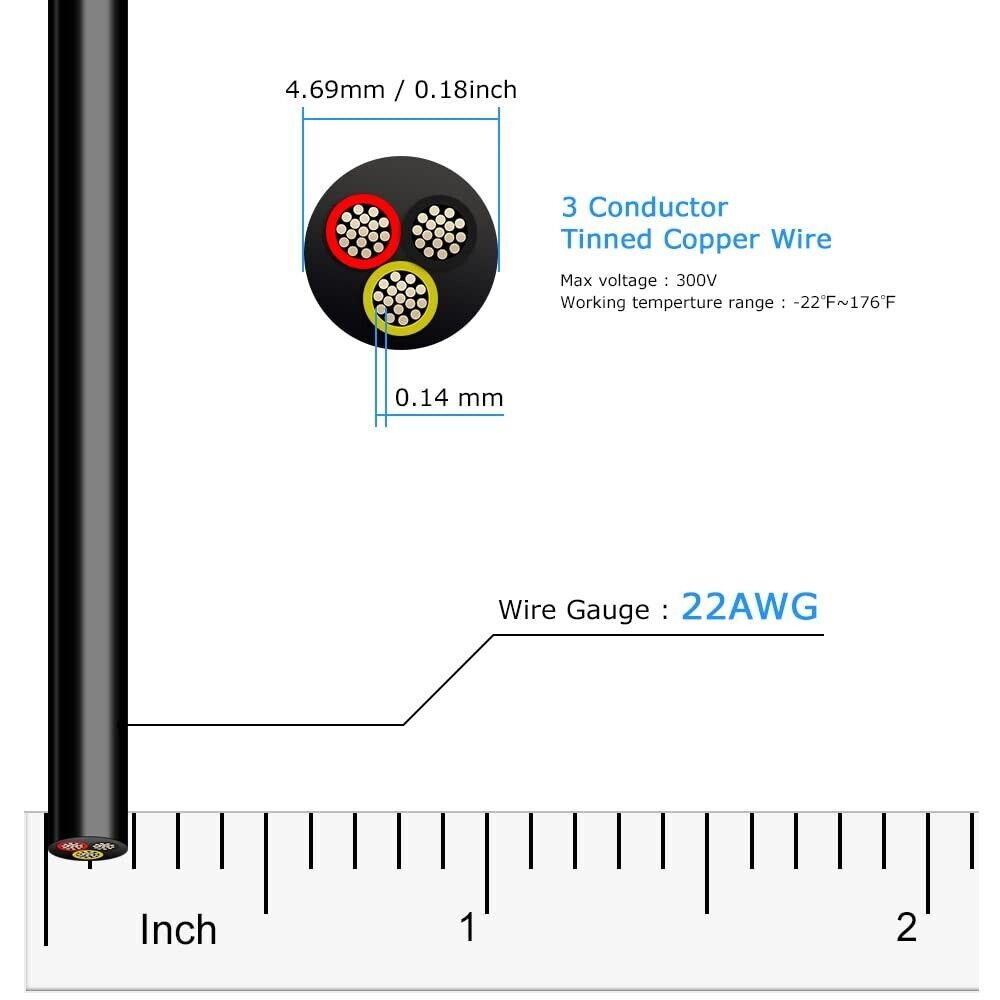 4.69mm / 0.18inch
3 Conductor
Tinned Copper Wire
Max voltage : 300V
Working temperture range : -22°F~176°F
0.14 mm
Wire Gauge : 22AWG
Inch 1 2